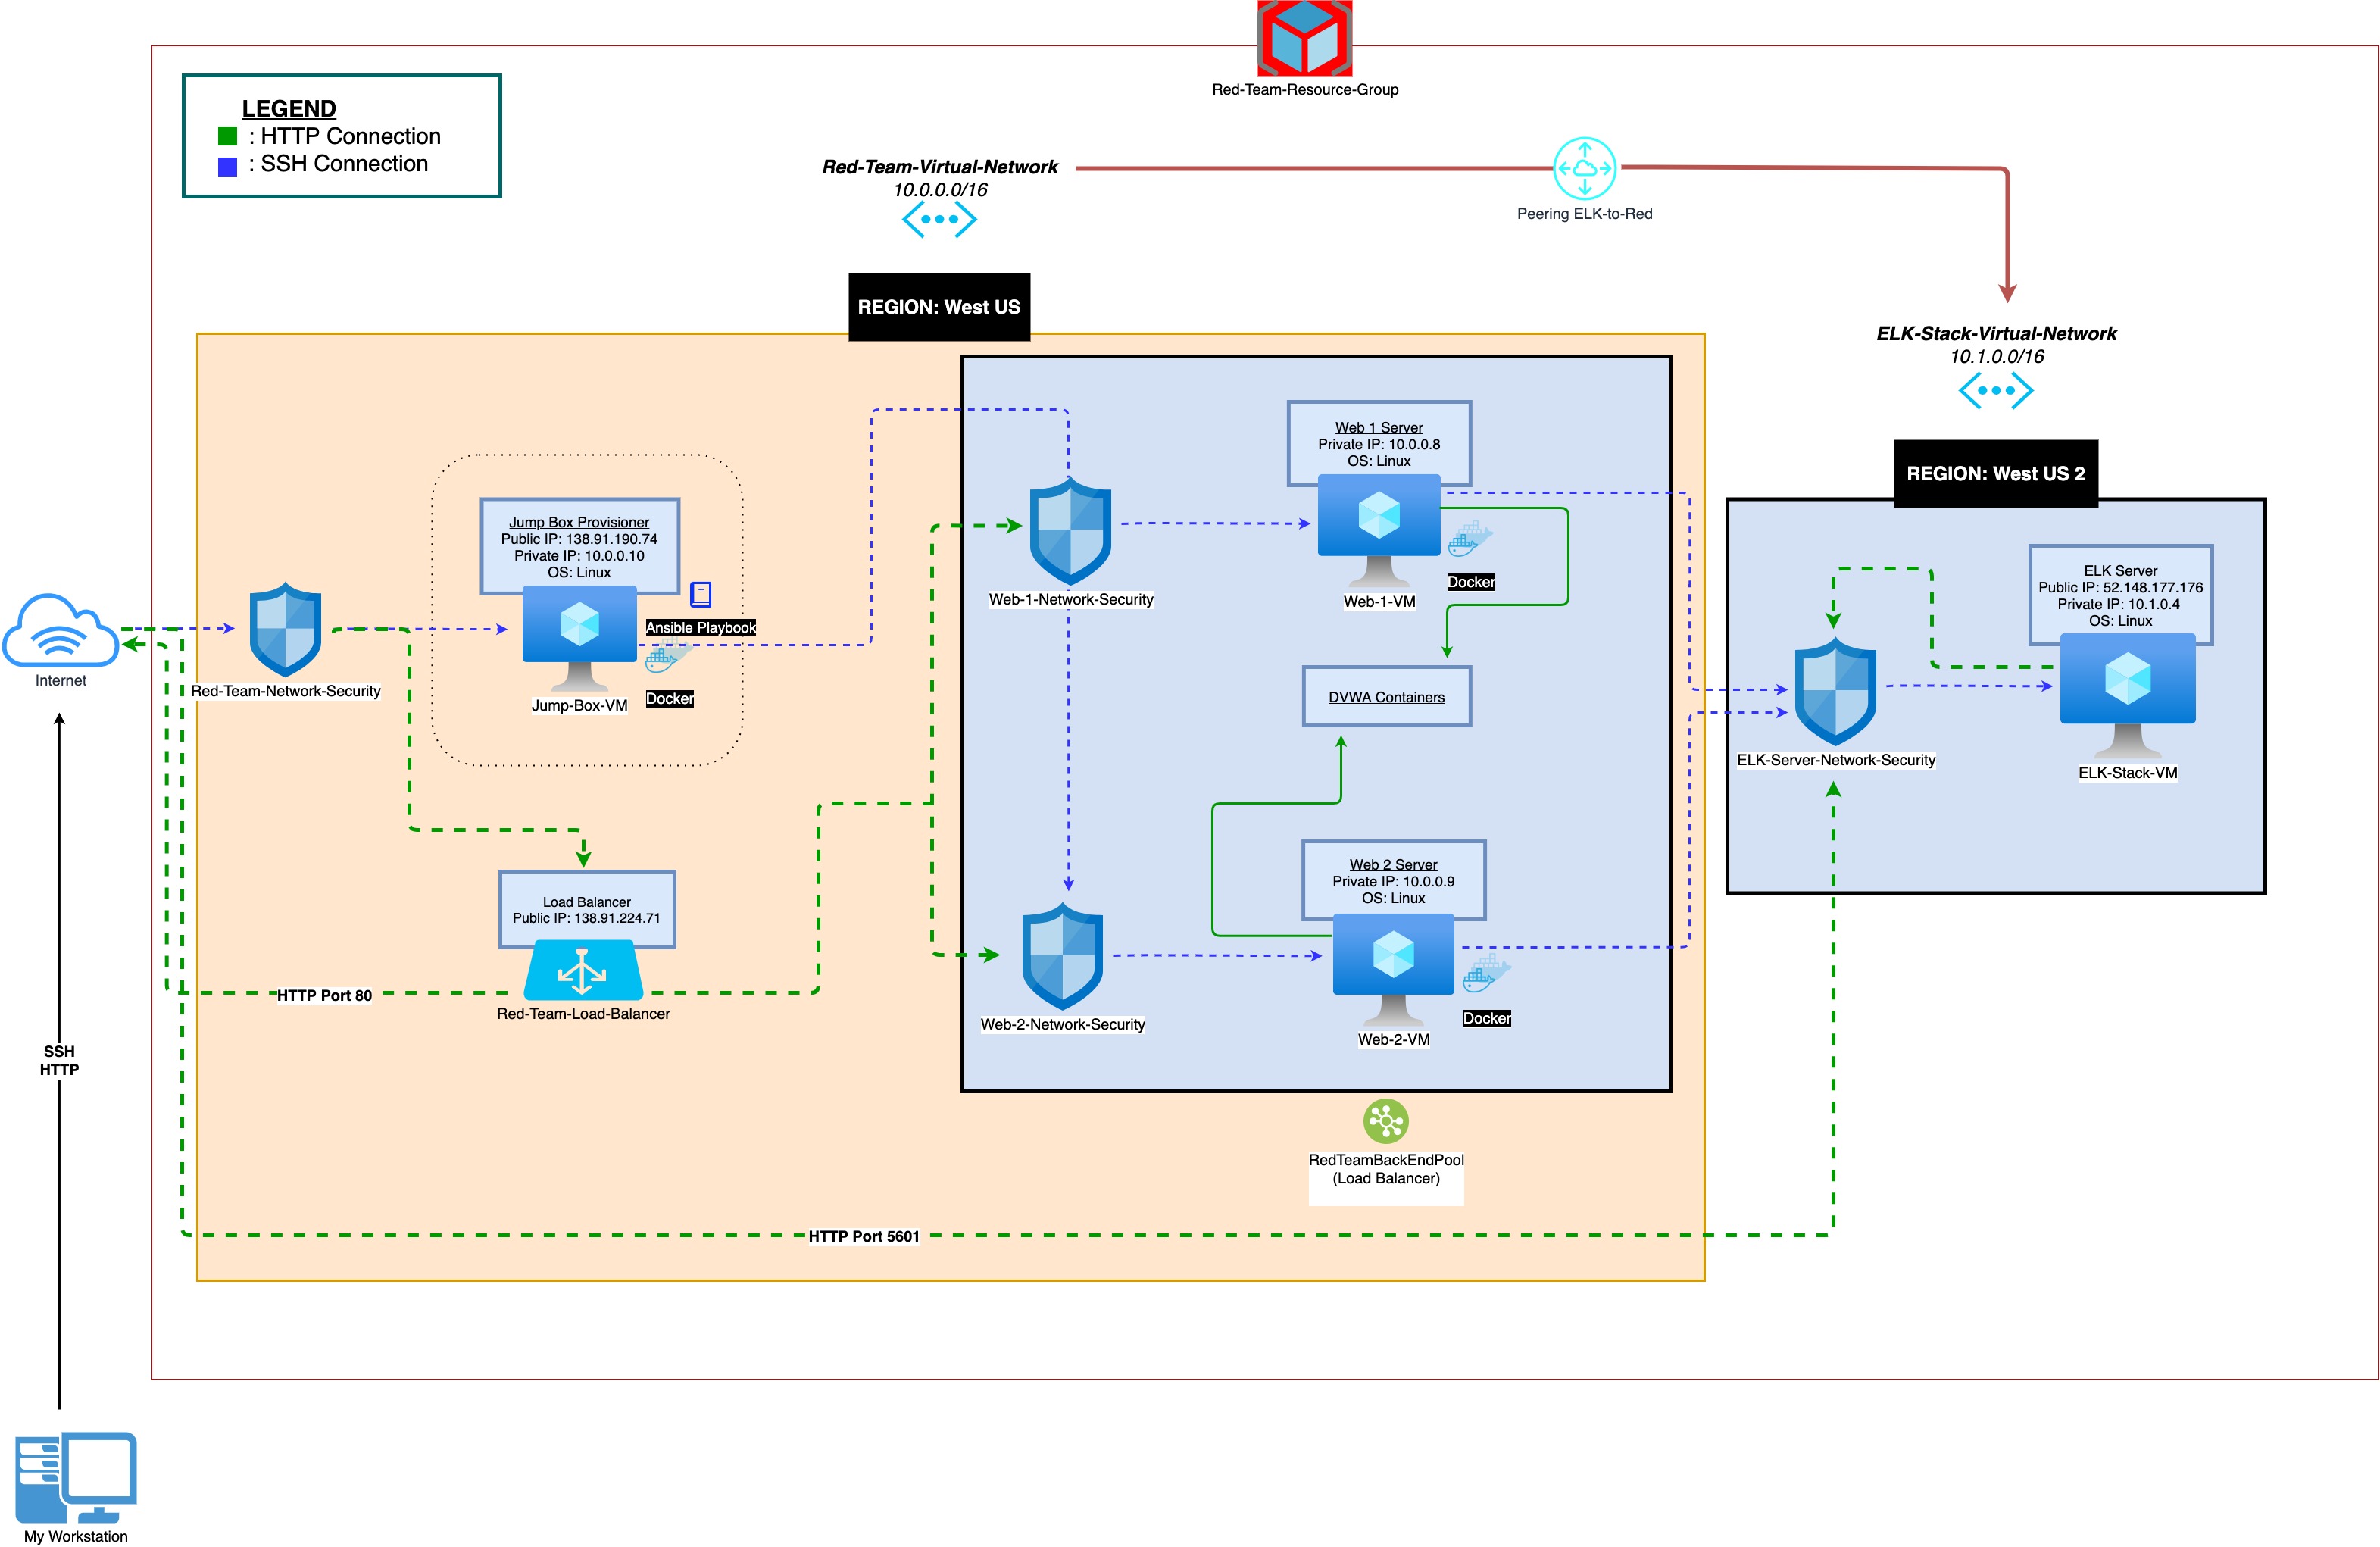 Red-Team-Resource-Group
LEGEND
: HTTP Connection
: SSH Connection
Red-Team-Virtual-Network
10.0.0.0/16
Peering ELK-to-Red
REGION: West US
ELK-Stack-Virtual-Network
10.1.0.0/16
REGION: West US 2
Internet
Red-Team-Network-Security
Jump Box Provisioner
Public IP: 138.91.190.74
Private IP: 10.0.0.10
OS: Linux
Ansible Playbook
Docker
Jump-Box-VM
Load Balancer
Public IP: 138.91.224.71
Red-Team-Load-Balancer
HTTP Port 80
Web-1-Network-Security
Web 1 Server
Private IP: 10.0.0.8
OS: Linux
Docker
Web-1-VM
DVWA Containers
Web-2-Network-Security
Web 2 Server
Private IP: 10.0.0.9
OS: Linux
Docker
Web-2-VM
RedTeamBackEndPool
(Load Balancer)
ELK-Server-Network-Security
ELK Server
Public IP: 52.148.177.176
Private IP: 10.1.0.4
OS: Linux
ELK-Stack-VM
HTTP Port 5601
SSH
HTTP
My Workstation